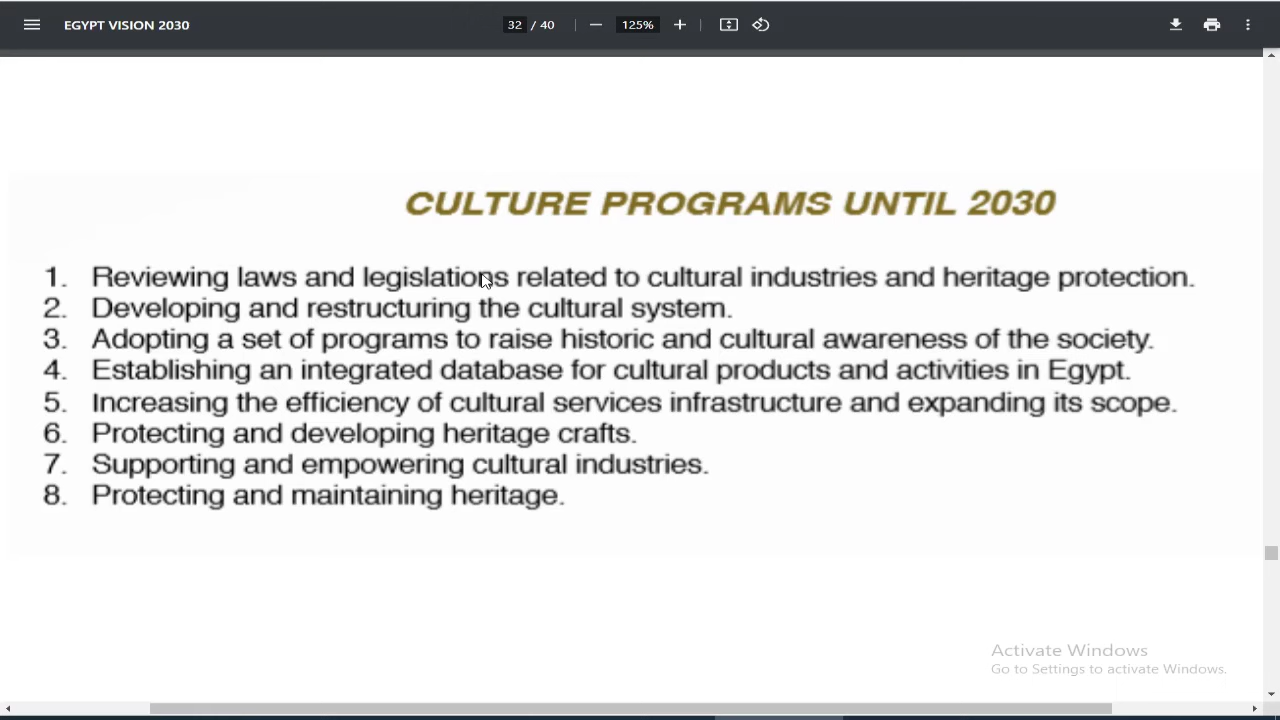 EGYPT VISION 2030
32 / 40
125%
CULTURE PROGRAMS UNTIL 2030
1. Reviewing laws and legislations related to cultural industries and heritage protection.
2. Developing and restructuring the cultural system.
3. Adopting a set of programs to raise historic and cultural awareness of the society.
4. Establishing an integrated database for cultural products and activities in Egypt.
5. Increasing the efficiency of cultural services infrastructure and expanding its scope.
6. Protecting and developing heritage crafts.
7. Supporting and empowering cultural industries.
8. Protecting and maintaining heritage.
Activate Windows
Go to Settings to activate Windows.